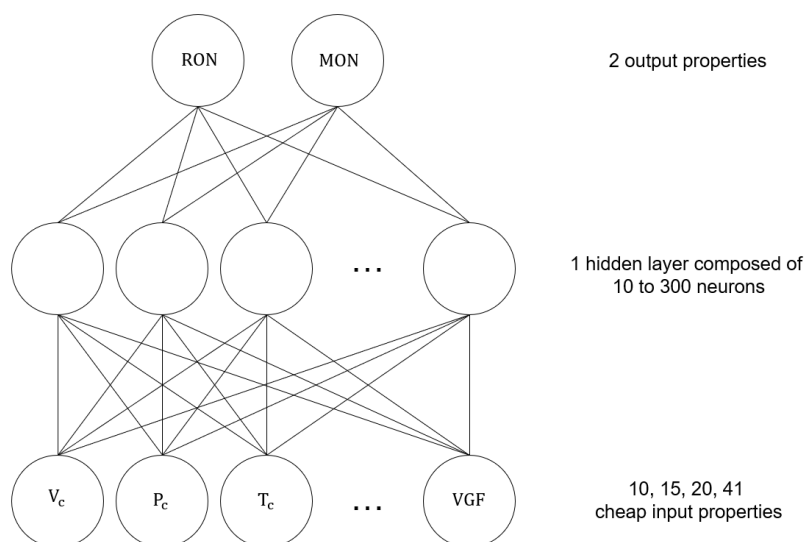 RON MON
2 output properties
...
1 hidden layer composed of
10 to 300 neurons
V_c P_c T_c ... VGF
10, 15, 20, 41
cheap input properties